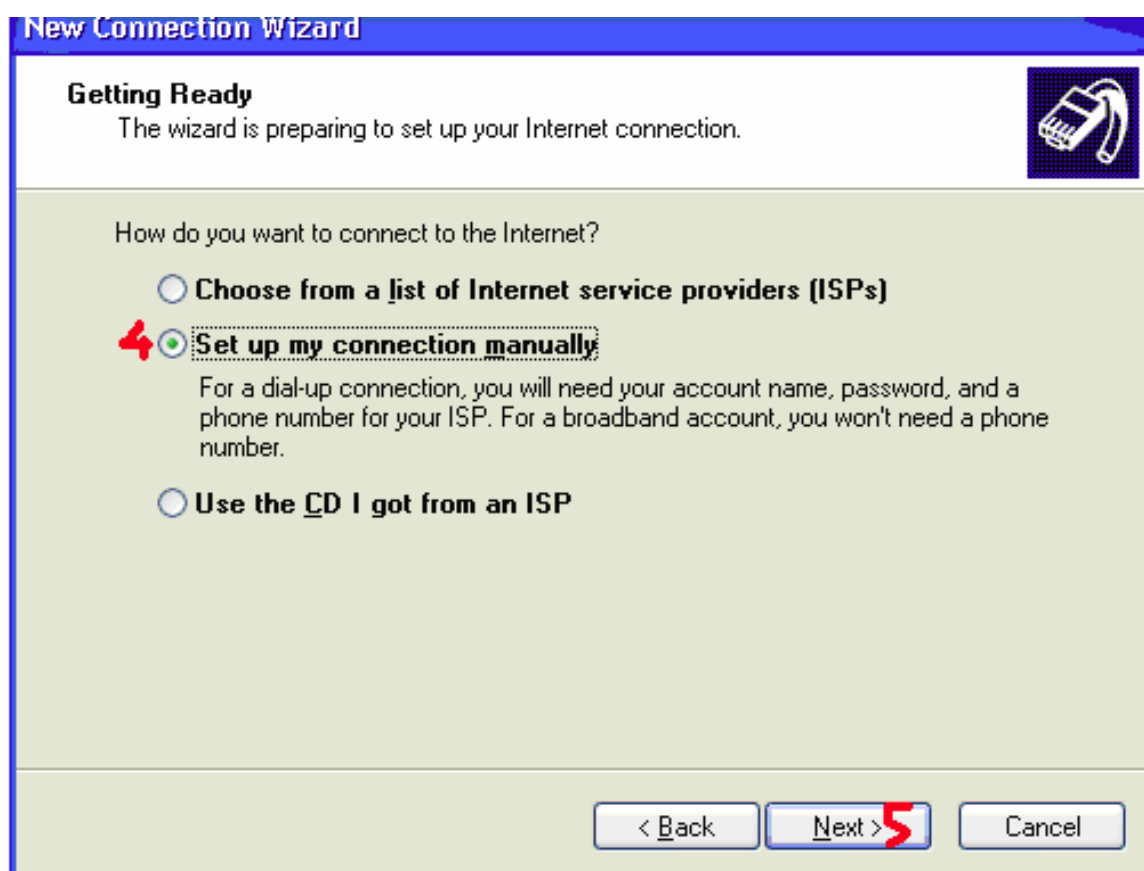 New Connection Wizard
Getting Ready
The wizard is preparing to set up your Internet connection.
How do you want to connect to the Internet?
Choose from a list of Internet service providers (ISPs)
4 Set up my connection manually
For a dial-up connection, you will need your account name, password, and a
phone number for your ISP. For a broadband account, you won't need a phone
number.
Use the CD I got from an ISP
< Back Next > 5 Cancel